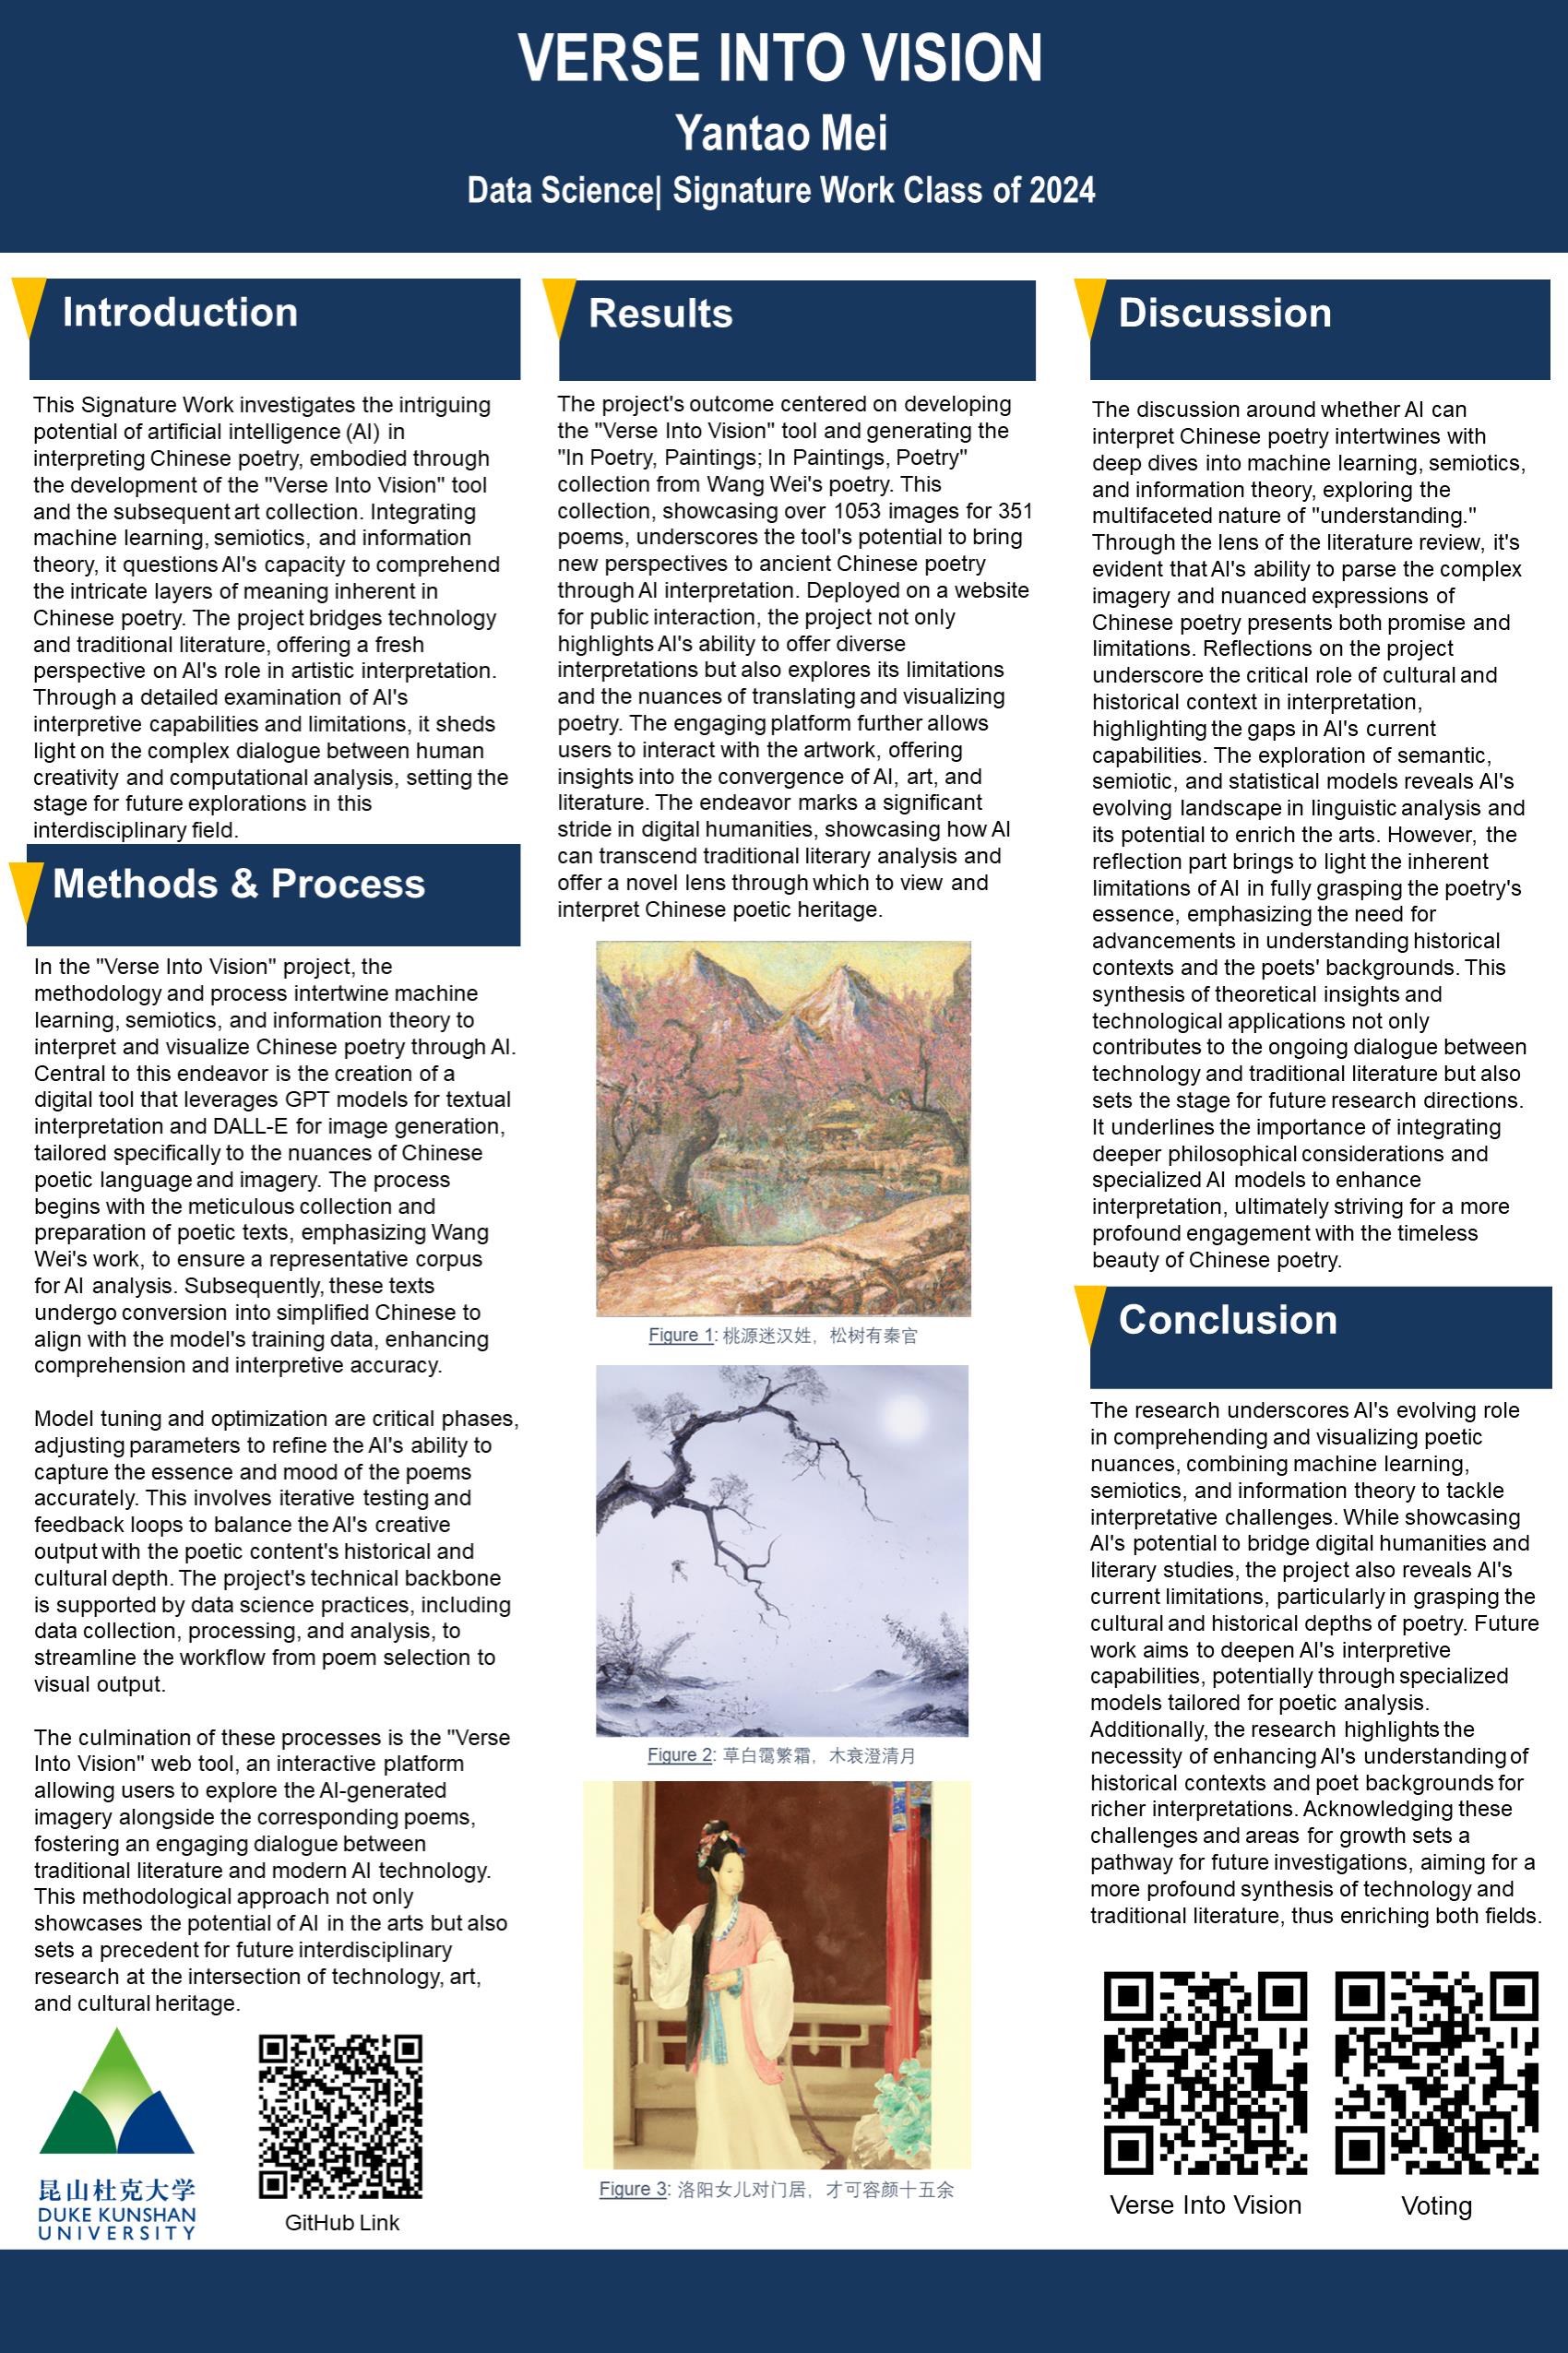 VERSE INTO VISION
Yantao Mei
Data Science| Signature Work Class of 2024
Introduction
This Signature Work investigates the intriguing
potential of artificial intelligence (AI) in
interpreting Chinese poetry, embodied through
the development of the "Verse Into Vision" tool
and the subsequent art collection. Integrating
machine learning, semiotics, and information
theory, it questions AI's capacity to comprehend
the intricate layers of meaning inherent in
Chinese poetry. The project bridges technology
and traditional literature, offering a fresh
perspective on AI's role in artistic interpretation.
Through a detailed examination of AI's
interpretive capabilities and limitations, it sheds
light on the complex dialogue between human
creativity and computational analysis, setting the
stage for future explorations in this
interdisciplinary field.
Methods & Process
In the "Verse Into Vision" project, the
methodology and process intertwine machine
learning, semiotics, and information theory to
interpret and visualize Chinese poetry through AI.
Central to this endeavor is the creation of a
digital tool that leverages GPT models for textual
interpretation and DALL-E for image generation,
tailored specifically to the nuances of Chinese
poetic language and imagery. The process
begins with the meticulous collection and
preparation of poetic texts, emphasizing Wang
Wei's work, to ensure a representative corpus
for AI analysis. Subsequently, these texts
undergo conversion into simplified Chinese to
align with the model's training data, enhancing
comprehension and interpretive accuracy.
Model tuning and optimization are critical phases,
adjusting parameters to refine the AI's ability to
capture the essence and mood of the poems
accurately. This involves iterative testing and
feedback loops to balance the AI's creative
output with the poetic content's historical and
cultural depth. The project's technical backbone
is supported by data science practices, including
data collection, processing, and analysis, to
streamline the workflow from poem selection to
visual output.
The culmination of these processes is the "Verse
Into Vision" web tool, an interactive platform
allowing users to explore the AI-generated
imagery alongside the corresponding poems,
fostering an engaging dialogue between
traditional literature and modern AI technology.
This methodological approach not only
showcases the potential of AI in the arts but also
sets a precedent for future interdisciplinary
research at the intersection of technology, art,
and cultural heritage.
昆山杜克大学
DUKE KUNSHAN
UNIVERSITY
GitHub Link
Results
The project's outcome centered on developing
the "Verse Into Vision" tool and generating the
"In Poetry, Paintings; In Paintings, Poetry"
collection from Wang Wei's poetry. This
collection, showcasing over 1053 images for 351
poems, underscores the tool's potential to bring
new perspectives to ancient Chinese poetry
through AI interpretation. Deployed on a website
for public interaction, the project not only
highlights AI's ability to offer diverse
interpretations but also explores its limitations
and the nuances of translating and visualizing
poetry. The engaging platform further allows
users to interact with the artwork, offering
insights into the convergence of AI, art, and
literature. The endeavor marks a significant
stride in digital humanities, showcasing how AI
can transcend traditional literary analysis and
offer a novel lens through which to view and
interpret Chinese poetic heritage.
Figure 1: 桃源迷汉姓，松树有秦官
Figure 2: 草白霭繁霜，木衰澄清月
Figure 3: 洛阳女儿对门居，才可容颜十五余
Discussion
The discussion around whether AI can
interpret Chinese poetry intertwines with
deep dives into machine learning, semiotics,
and information theory, exploring the
multifaceted nature of "understanding."
Through the lens of the literature review, it's
evident that AI's ability to parse the complex
imagery and nuanced expressions of
Chinese poetry presents both promise and
limitations. Reflections on the project
underscore the critical role of cultural and
historical context in interpretation,
highlighting the gaps in AI's current
capabilities. The exploration of semantic,
semiotic, and statistical models reveals AI's
evolving landscape in linguistic analysis and
its potential to enrich the arts. However, the
reflection part brings to light the inherent
limitations of AI in fully grasping the poetry's
essence, emphasizing the need for
advancements in understanding historical
contexts and the poets' backgrounds. This
synthesis of theoretical insights and
technological applications not only
contributes to the ongoing dialogue between
technology and traditional literature but also
sets the stage for future research directions.
It underlines the importance of integrating
deeper philosophical considerations and
specialized AI models to enhance
interpretation, ultimately striving for a more
profound engagement with the timeless
beauty of Chinese poetry.
Conclusion
The research underscores AI's evolving role
in comprehending and visualizing poetic
nuances, combining machine learning,
semiotics, and information theory to tackle
interpretative challenges. While showcasing
AI's potential to bridge digital humanities and
literary studies, the project also reveals AI's
current limitations, particularly in grasping the
cultural and historical depths of poetry. Future
work aims to deepen AI's interpretive
capabilities, potentially through specialized
models tailored for poetic analysis.
Additionally, the research highlights the
necessity of enhancing AI's understanding of
historical contexts and poet backgrounds for
richer interpretations. Acknowledging these
challenges and areas for growth sets a
pathway for future investigations, aiming for a
more profound synthesis of technology and
traditional literature, thus enriching both fields.
Verse Into Vision
Voting